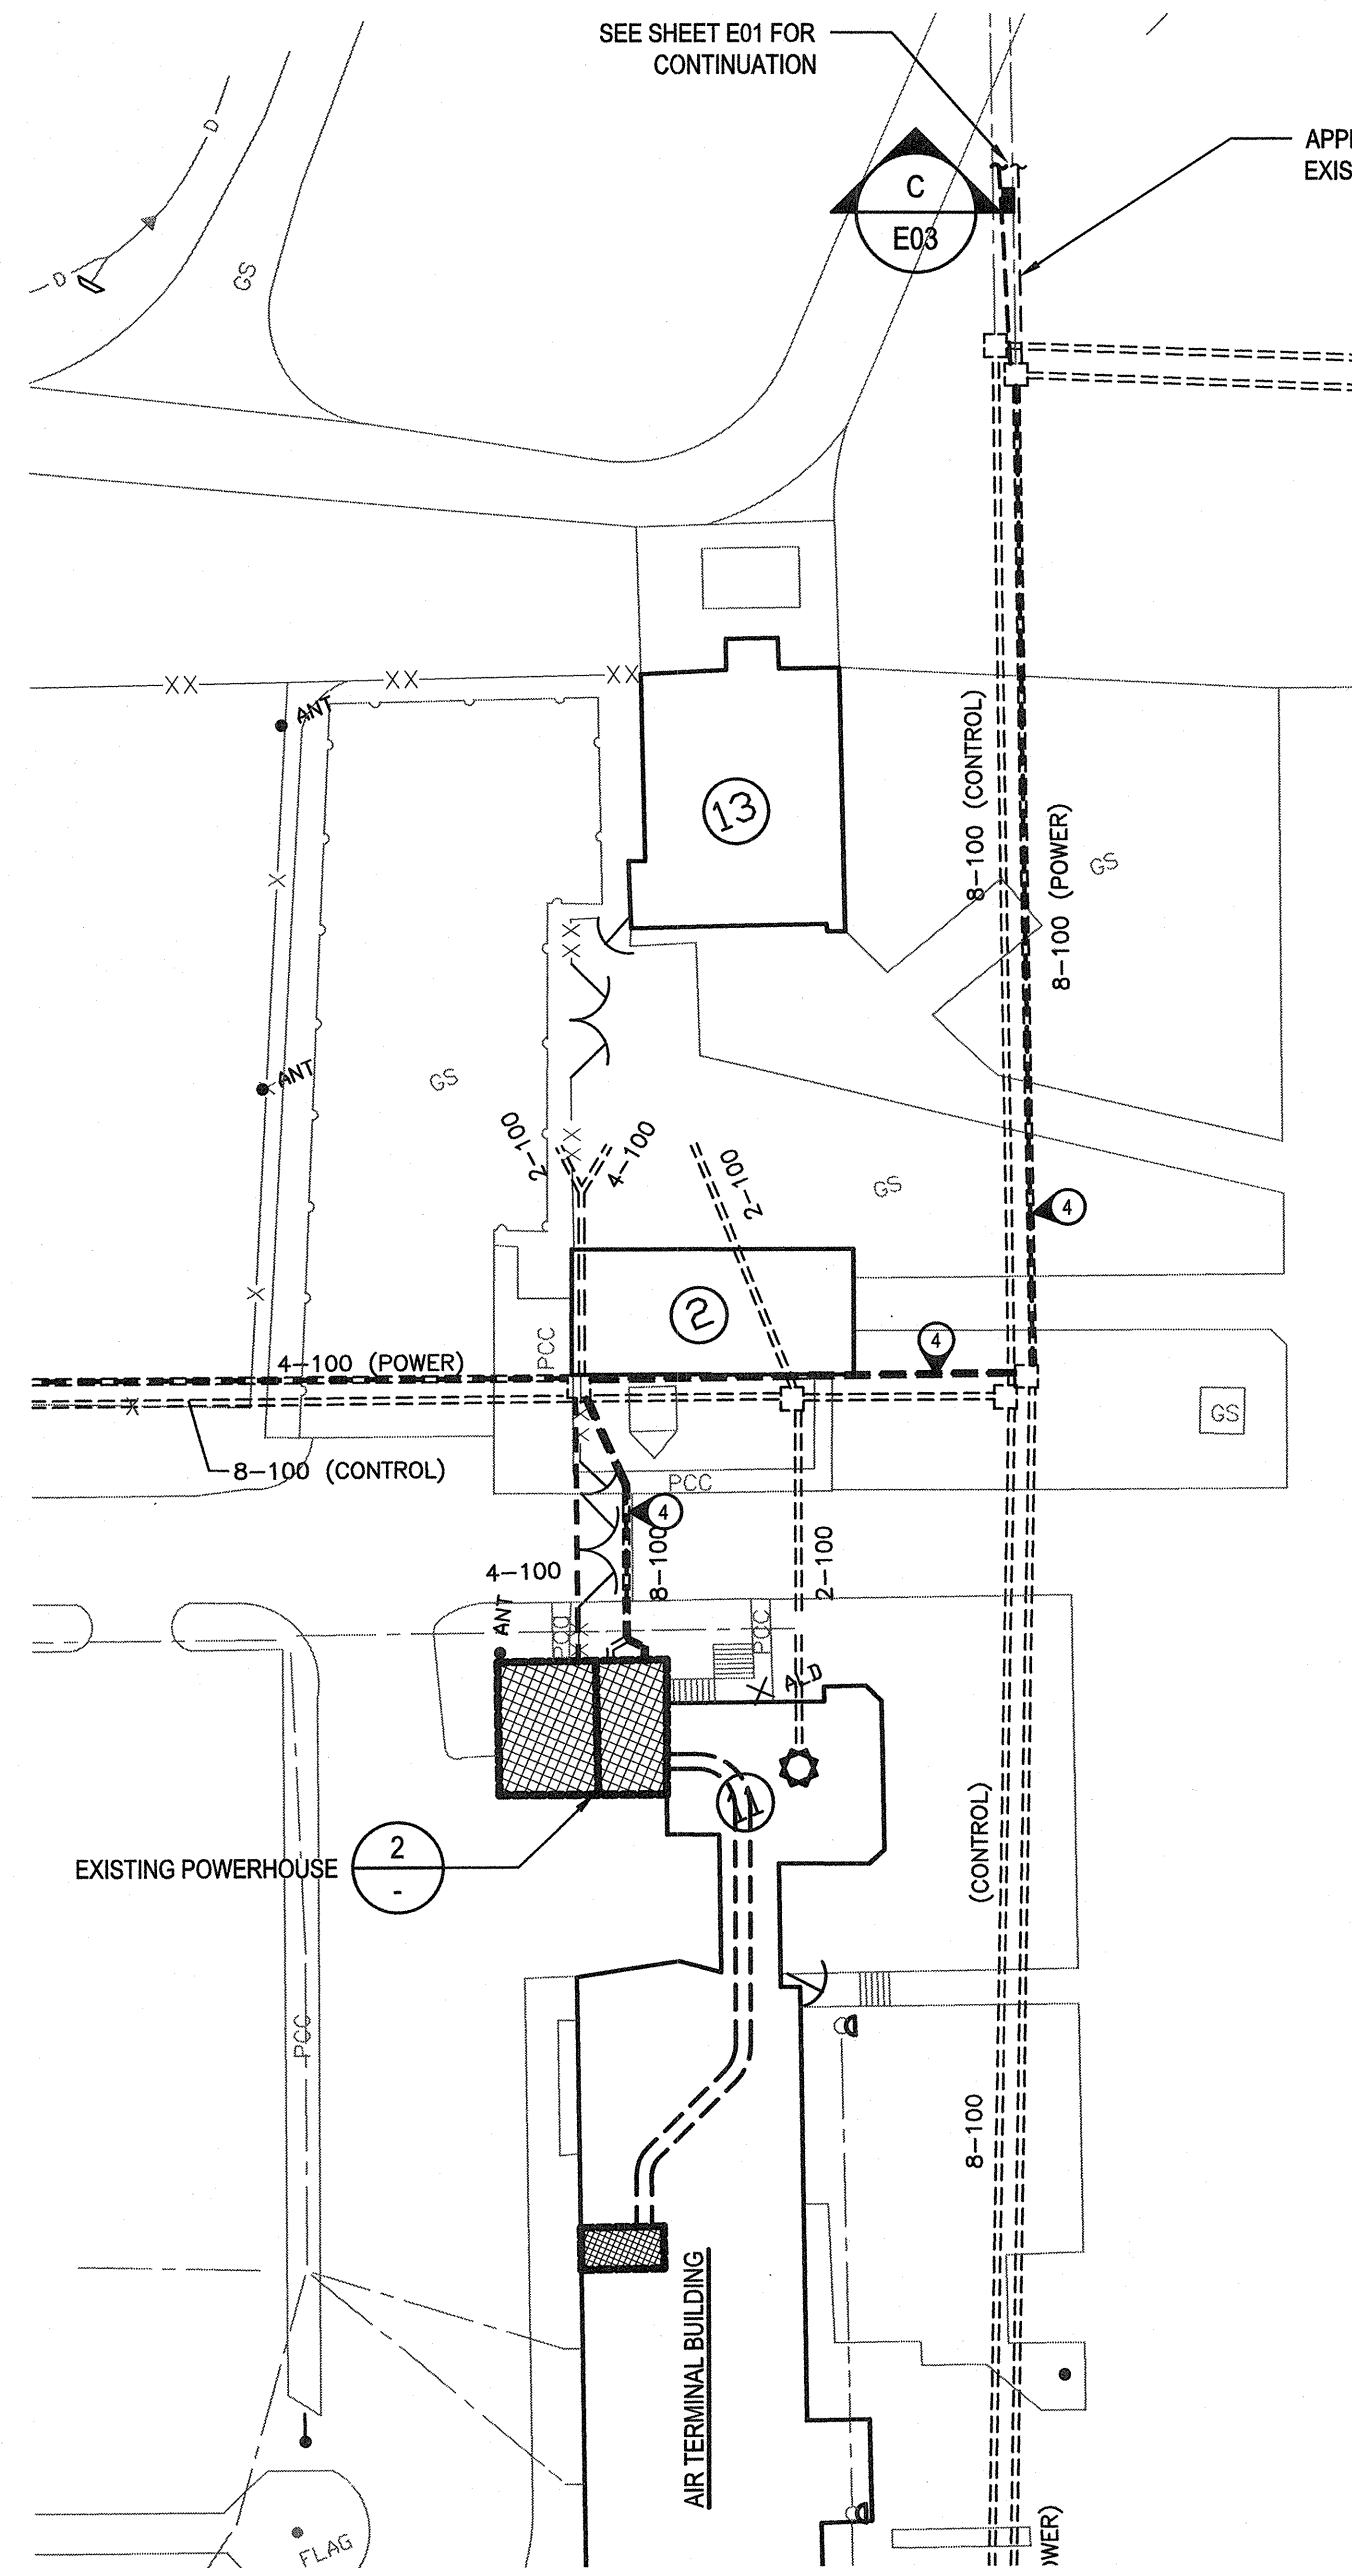 SEE SHEET E01 FOR
CONTINUATION
D
D
GS
C
E03
XX
XX
XX
ANT
13
8-100 (CONTROL)
8-100 (POWER)
GS
X
XX
ANT
GS
2-100
XX
4-100
2-100
GS
4
X
2
4
PCC
4-100 (POWER)
X
8-100 (CONTROL)
GS
PCC
4
4-100
8-100
2-100
ANT
PCC
PCC
ALD
11
EXISTING POWERHOUSE
2
-
(CONTROL)
PCC
8-100
AIR TERMINAL BUILDING
FLAG